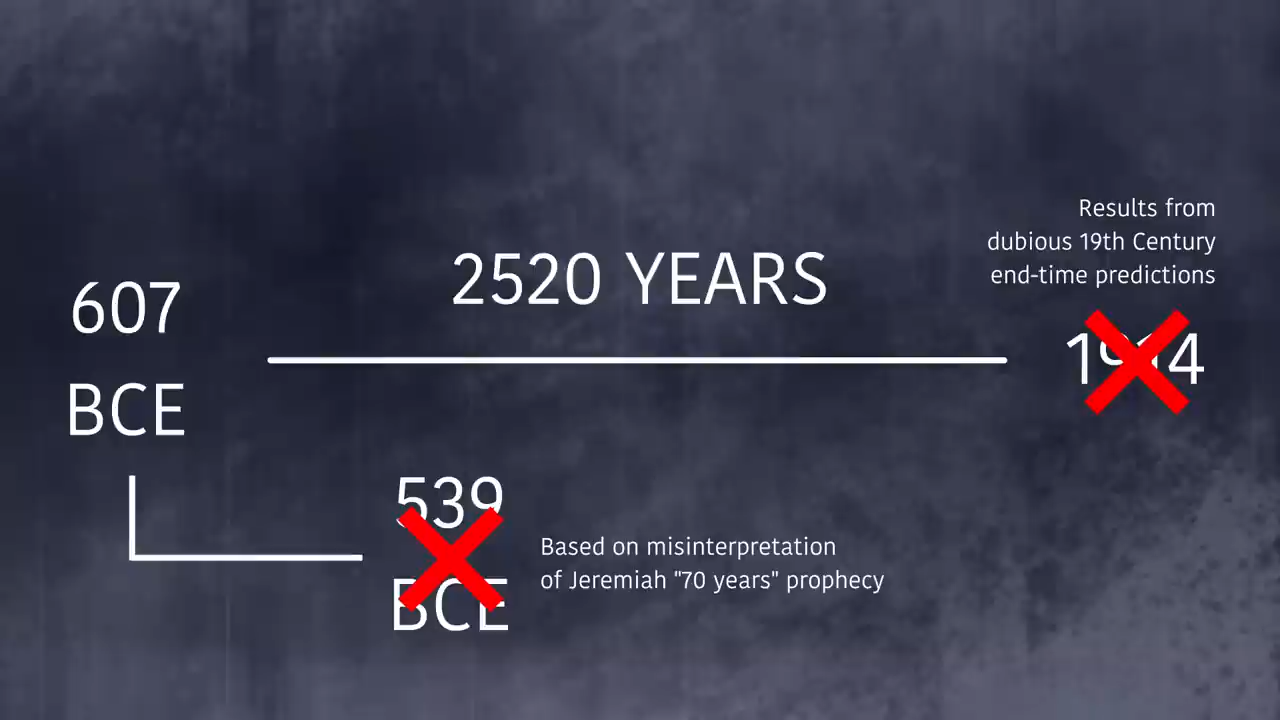 607
BCE
2520 YEARS
Results from
dubious 19th Century
end-time predictions
1914
539
BCE
Based on misinterpretation
of Jeremiah "70 years" prophecy